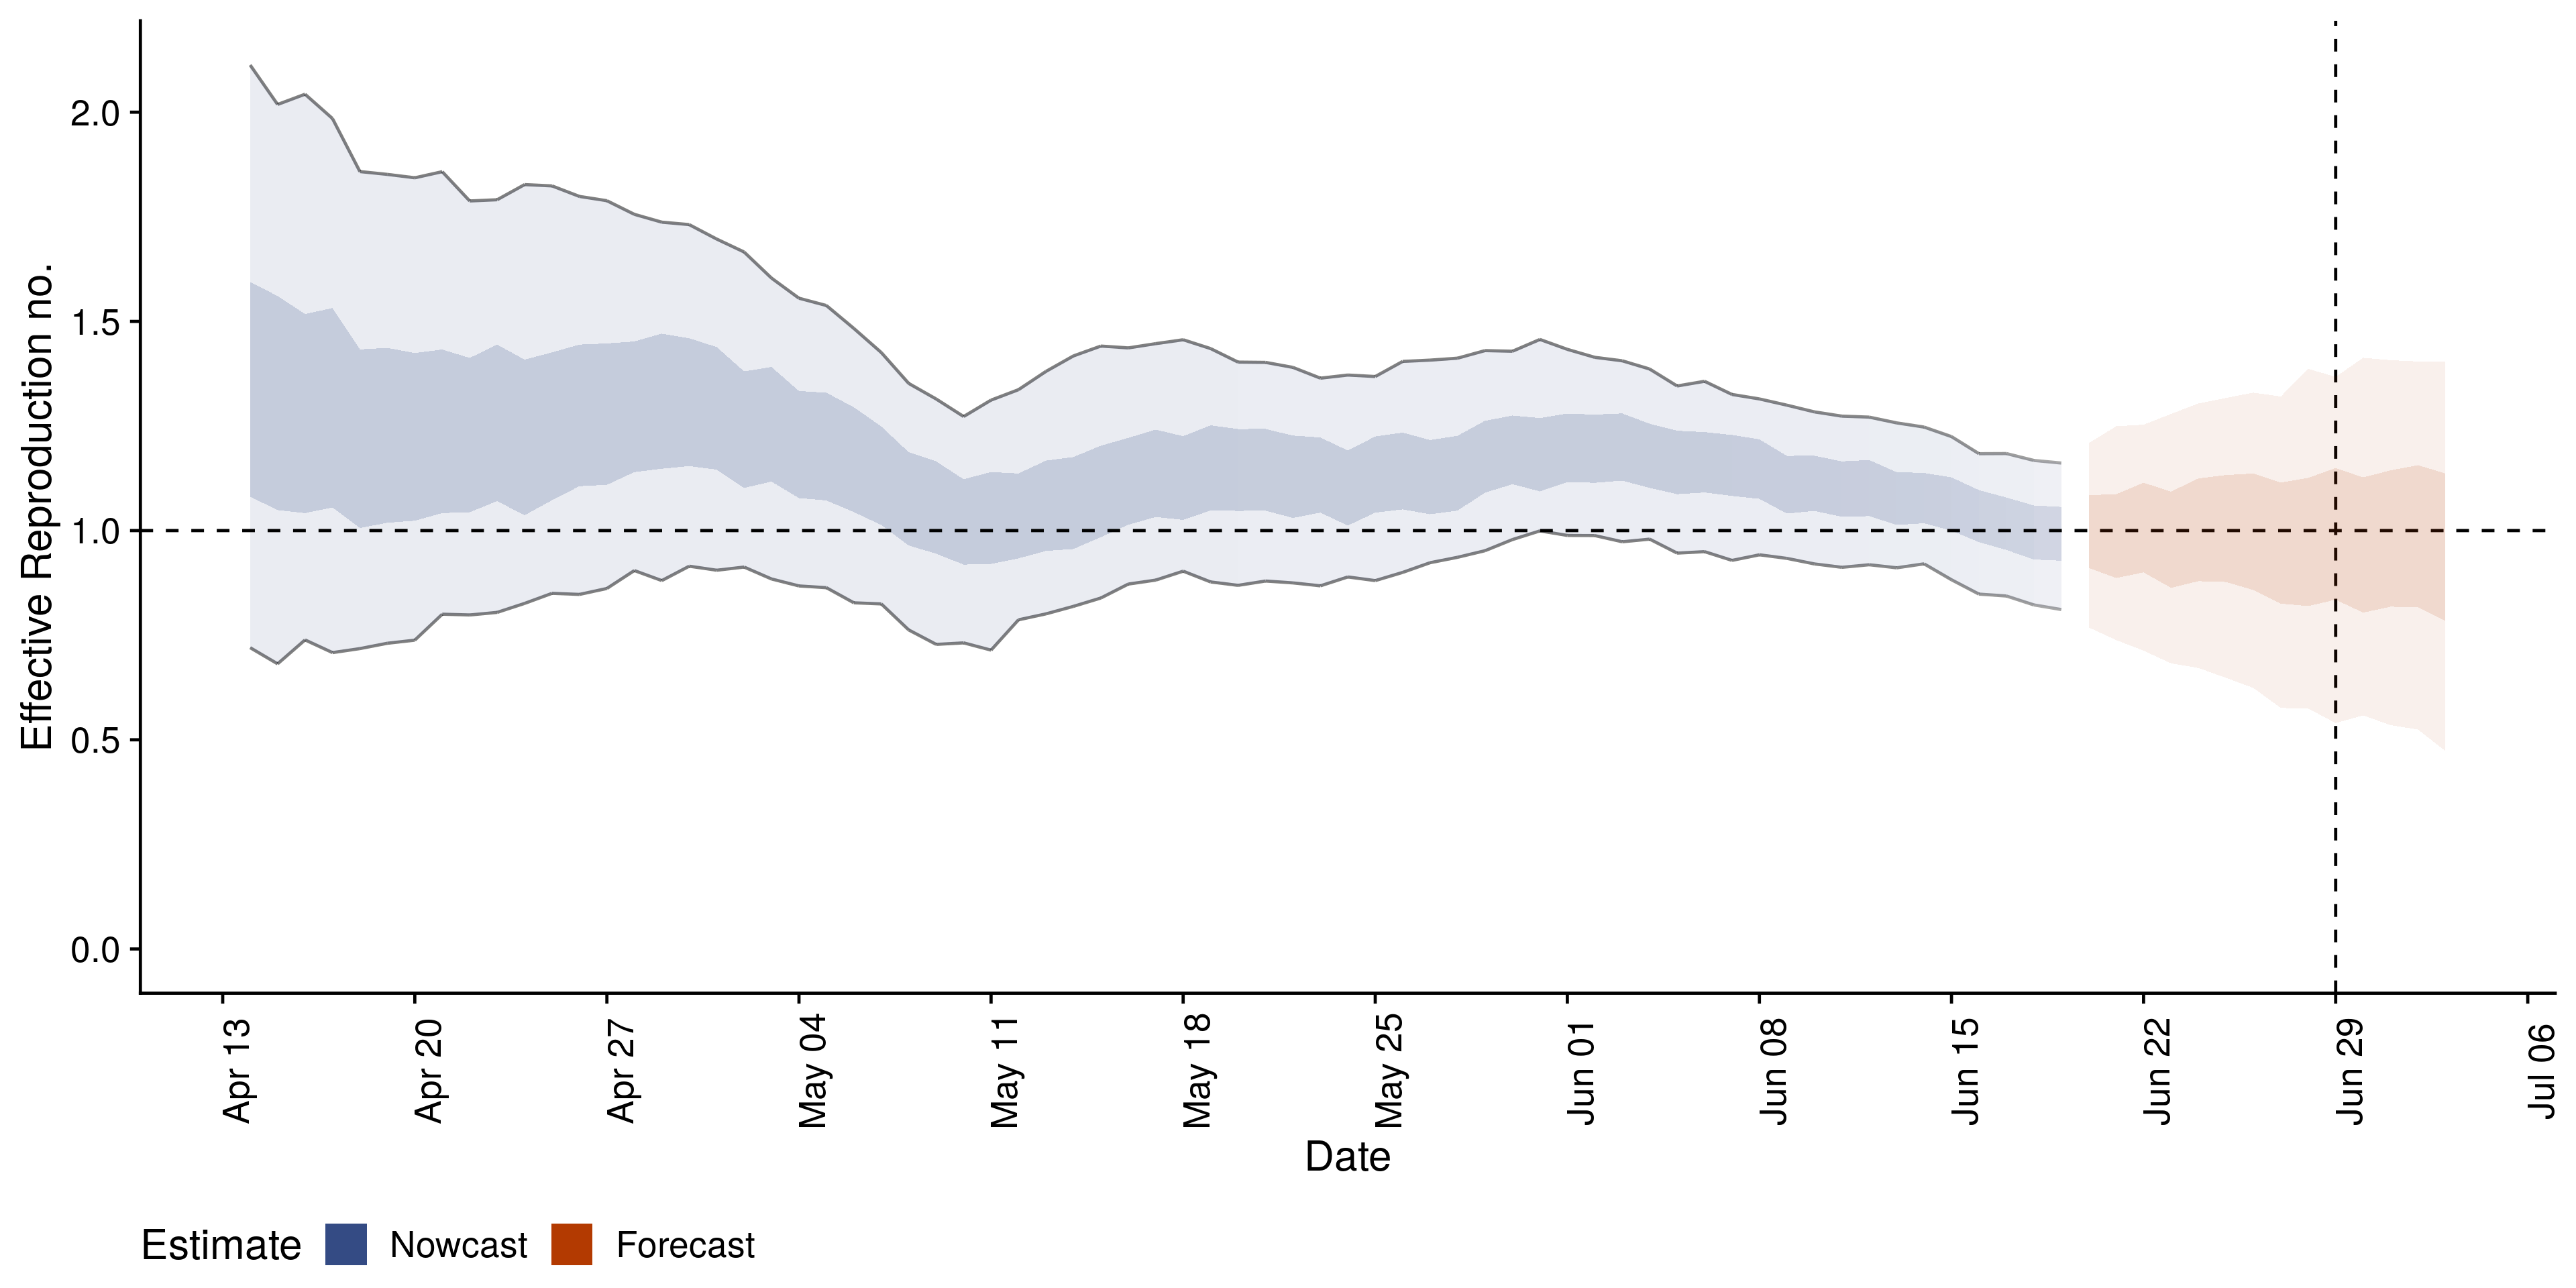 Effective Reproduction no.
2.0
1.5
1.0
0.5
0.0
Apr 13
Apr 20
Apr 27
May 04
May 11
May 18
May 25
Jun 01
Jun 08
Jun 15
Jun 22
Jun 29
Jul 06
Date
Estimate Nowcast Forecast